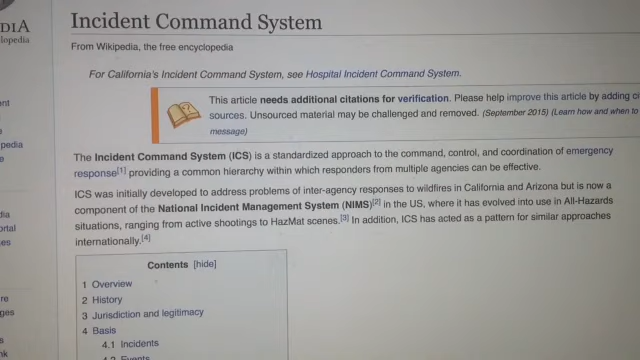 DIA
lopedia
Incident Command System
From Wikipedia, the free encyclopedia
For California's Incident Command System, see Hospital Incident Command System.
This article needs additional citations for verification. Please help improve this article by adding
sources. Unsourced material may be challenged and removed. (September 2015) (Learn how and when to
message)
The Incident Command System (ICS) is a standardized approach to the command, control, and coordination of emergency
response[1] providing a common hierarchy within which responders from multiple agencies can be effective.
ICS was initially developed to address problems of inter-agency responses to wildfires in California and Arizona but is now a
component of the National Incident Management System (NIMS)[2] in the US, where it has evolved into use in All-Hazards
situations, ranging from active shootings to HazMat scenes.[3] In addition, ICS has acted as a pattern for similar approaches
internationally.[4]
Contents [hide]
1 Overview
2 History
3 Jurisdiction and legitimacy
4 Basis
4.1 Incidents
4.2 Events